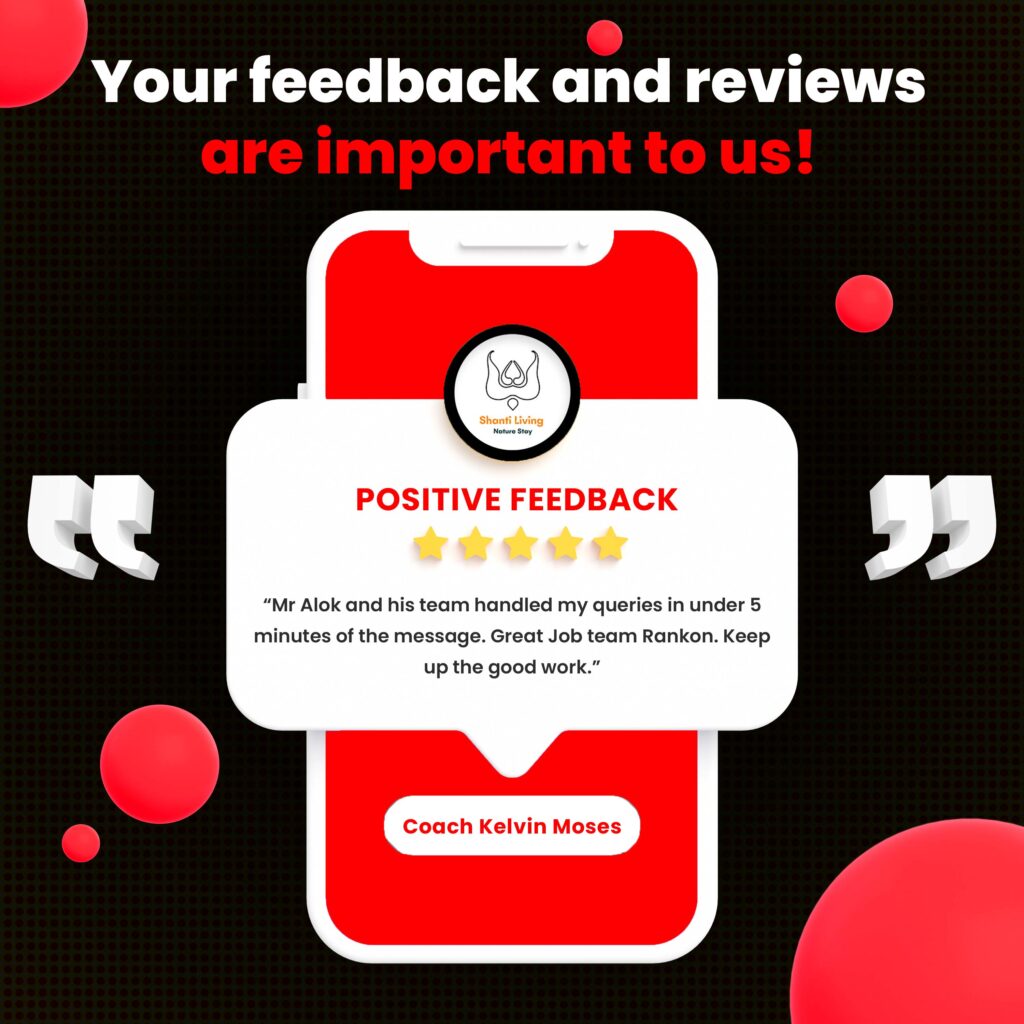 Your feedback and reviews
are important to us!
Shanti Living
Nature Stay
POSITIVE FEEDBACK
“Mr Alok and his team handled my queries in under 5
minutes of the message. Great Job team Rankon. Keep
up the good work.”
Coach Kelvin Moses